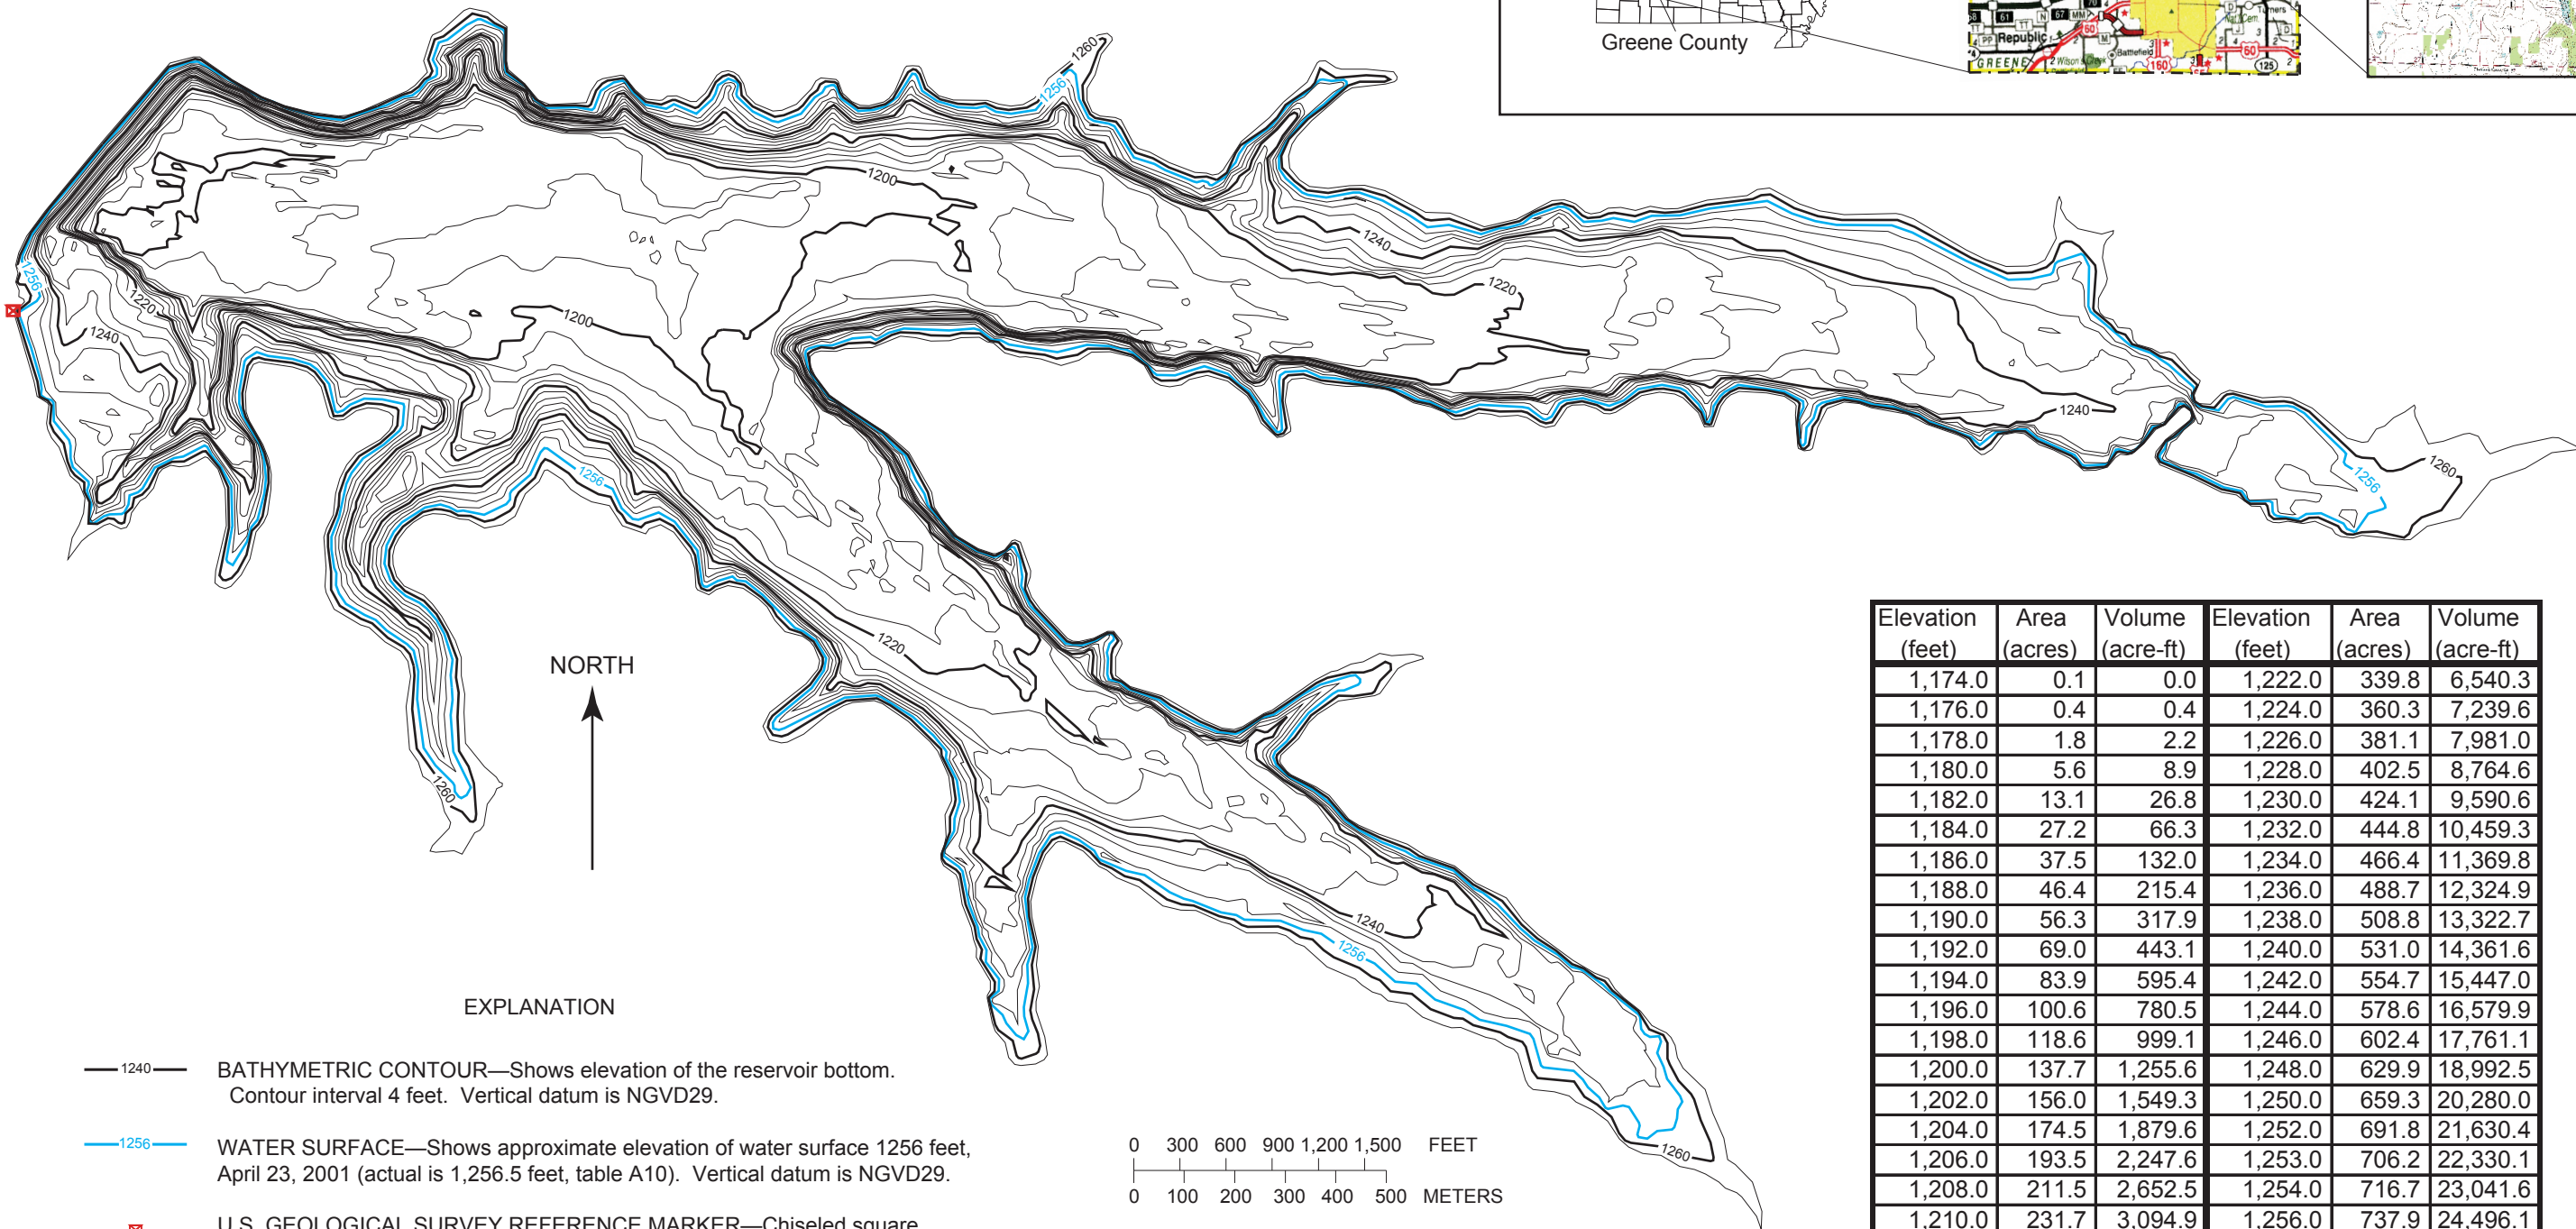 Greene County
Republic
Battlefield
Wilson's Creek
GREENE
Turners
61
TT
N
67
MM
60
PP
M
160
60
125
D
J
D
1260
1256
1200
1240
1220
1256
1220
1240
1200
1240
1256
1260
1256
1220
1260
1240
1256
1260
NORTH
EXPLANATION
1240
BATHYMETRIC CONTOUR—Shows elevation of the reservoir bottom.
Contour interval 4 feet. Vertical datum is NGVD29.
1256
WATER SURFACE—Shows approximate elevation of water surface 1256 feet,
April 23, 2001 (actual is 1,256.5 feet, table A10). Vertical datum is NGVD29.
U.S. GEOLOGICAL SURVEY REFERENCE MARKER—Chiseled square
0 300 600 900 1,200 1,500 FEET
0 100 200 300 400 500 METERS
Elevation Area Volume Elevation Area Volume
(feet) (acres) (acre-ft) (feet) (acres) (acre-ft)
1,174.0 0.1 0.0 1,222.0 339.8 6,540.3
1,176.0 0.4 0.4 1,224.0 360.3 7,239.6
1,178.0 1.8 2.2 1,226.0 381.1 7,981.0
1,180.0 5.6 8.9 1,228.0 402.5 8,764.6
1,182.0 13.1 26.8 1,230.0 424.1 9,590.6
1,184.0 27.2 66.3 1,232.0 444.8 10,459.3
1,186.0 37.5 132.0 1,234.0 466.4 11,369.8
1,188.0 46.4 215.4 1,236.0 488.7 12,324.9
1,190.0 56.3 317.9 1,238.0 508.8 13,322.7
1,192.0 69.0 443.1 1,240.0 531.0 14,361.6
1,194.0 83.9 595.4 1,242.0 554.7 15,447.0
1,196.0 100.6 780.5 1,244.0 578.6 16,579.9
1,198.0 118.6 999.1 1,246.0 602.4 17,761.1
1,200.0 137.7 1,255.6 1,248.0 629.9 18,992.5
1,202.0 156.0 1,549.3 1,250.0 659.3 20,280.0
1,204.0 174.5 1,879.6 1,252.0 691.8 21,630.4
1,206.0 193.5 2,247.6 1,253.0 706.2 22,330.1
1,208.0 211.5 2,652.5 1,254.0 716.7 23,041.6
1,210.0 231.7 3,094.9 1,256.0 737.9 24,496.1